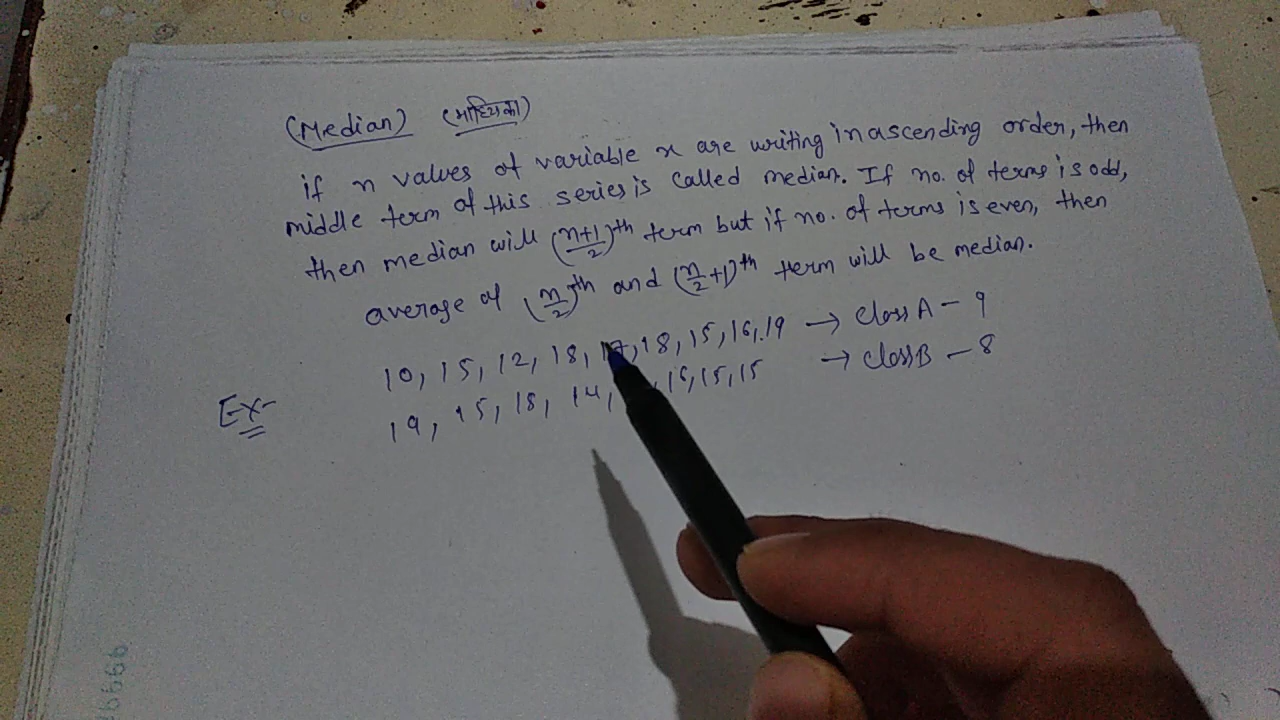 (Median) (माध्यिका)
if n values of variable x are writing in ascending order, then
middle term of this series is called median. If no. of terms is odd,
then median will (n+1/2)th term but if no. of terms is even, then
average of (n/2)th and (n/2+1)th term will be median.
10, 15, 12, 18, 18, 15, 16, 19 → Class A - 9
Ex- 19, 15, 18, 14, 16, 15, 15 → Class B - 8